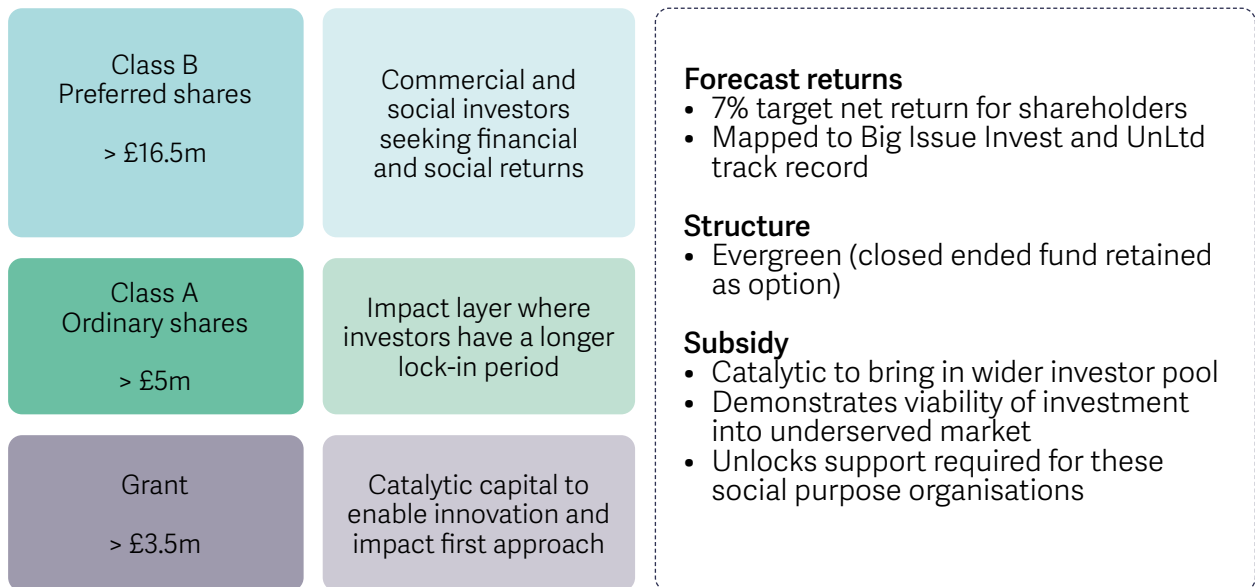 Class B
Preferred shares
> £16.5m
Commercial and
social investors
seeking financial
and social returns
Class A
Ordinary shares
> £5m
Impact layer where
investors have a longer
lock-in period
Grant
> £3.5m
Catalytic capital to
enable innovation and
impact first approach
Forecast returns
• 7% target net return for shareholders
• Mapped to Big Issue Invest and UnLtd
track record
Structure
• Evergreen (closed ended fund retained
as option)
Subsidy
• Catalytic to bring in wider investor pool
• Demonstrates viability of investment
into underserved market
• Unlocks support required for these
social purpose organisations